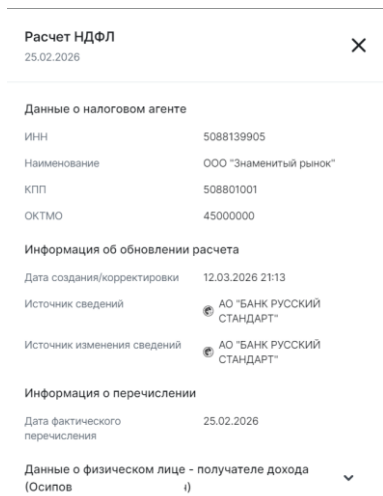 Расчет НДФЛ
25.02.2026
Данные о налоговом агенте
ИНН 5088139905
Наименование ООО "Знаменитый рынок"
КПП 508801001
ОКТМО 45000000
Информация об обновлении расчета
Дата создания/корректировки 12.03.2026 21:13
Источник сведений АО "БАНК РУССКИЙ
СТАНДАРТ"
Источник изменения сведений АО "БАНК РУССКИЙ
СТАНДАРТ"
Информация о перечислении
Дата фактического 25.02.2026
перечисления
Данные о физическом лице - получателе дохода
(Осипов )